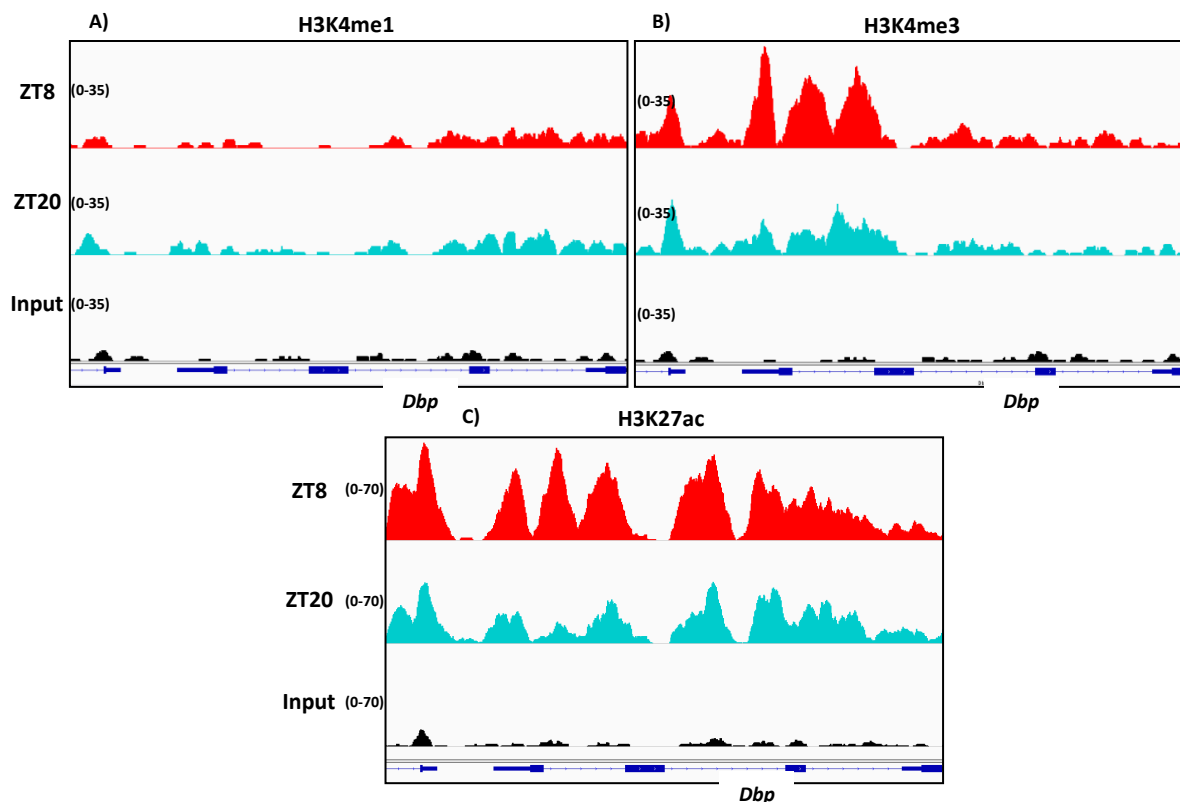 A)
H3K4me1
ZT8
(0-35)
ZT20
(0-35)
Input
(0-35)
Dbp
B)
H3K4me3
(0-35)
(0-35)
(0-35)
Dbp
C)
H3K27ac
ZT8
(0-70)
ZT20
(0-70)
Input
(0-70)
Dbp